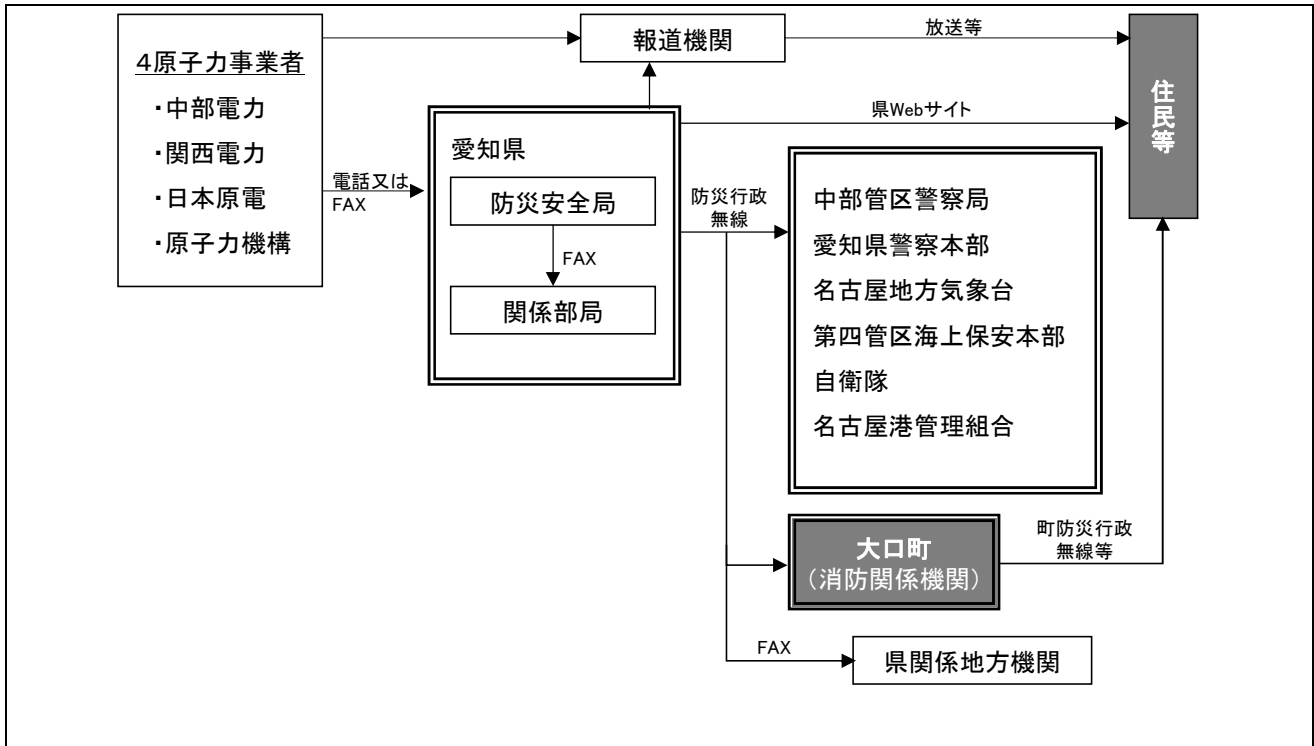 4原子力事業者
・中部電力
・関西電力
・日本原電
・原子力機構
電話又は
FAX
報道機関
放送等
県Webサイト
住民等
愛知県
防災安全局
FAX
関係部局
防災行政
無線
中部管区警察局
愛知県警察本部
名古屋地方気象台
第四管区海上保安本部
自衛隊
名古屋港管理組合
大口町
（消防関係機関）
町防災行政
無線等
FAX
県関係地方機関